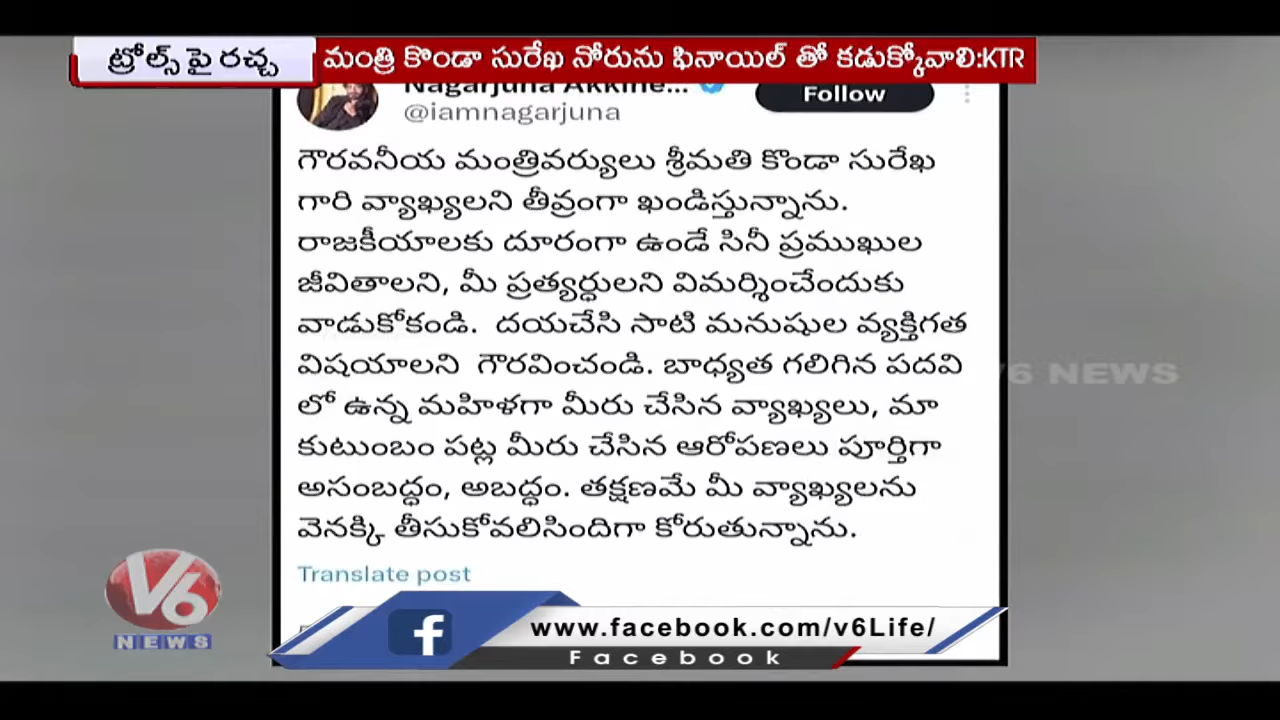 ట్రోల్స్ పై రచ్చ
మంత్రి కొండా సురేఖ నోరును ఫినాయిల్ తో కడుక్కోవాలి:KTR
Nagarjuna Akkine...
Follow
@iamnagarjuna
గౌరవనీయ మంత్రివర్యులు శ్రీమతి కొండా సురేఖ
గారి వ్యాఖ్యలని తీవ్రంగా ఖండిస్తున్నాను.
రాజకీయాలకు దూరంగా ఉండే సినీ ప్రముఖుల
జీవితాలని, మీ ప్రత్యర్ధులని విమర్శించేందుకు
వాడుకోకండి. దయచేసి సాటి మనుషుల వ్యక్తిగత
విషయాలని గౌరవించండి. బాధ్యత గలిగిన పదవి
లో ఉన్న మహిళగా మీరు చేసిన వ్యాఖ్యలు, మా
కుటుంబం పట్ల మీరు చేసిన ఆరోపణలు పూర్తిగా
అసంబద్ధం, అబద్ధం. తక్షణమే మీ వ్యాఖ్యలను
వెనక్కి తీసుకోవలిసిందిగా కోరుతున్నాను.
Translate post
V6 NEWS
V6
NEWS
f
www.facebook.com/v6Life/
Facebook